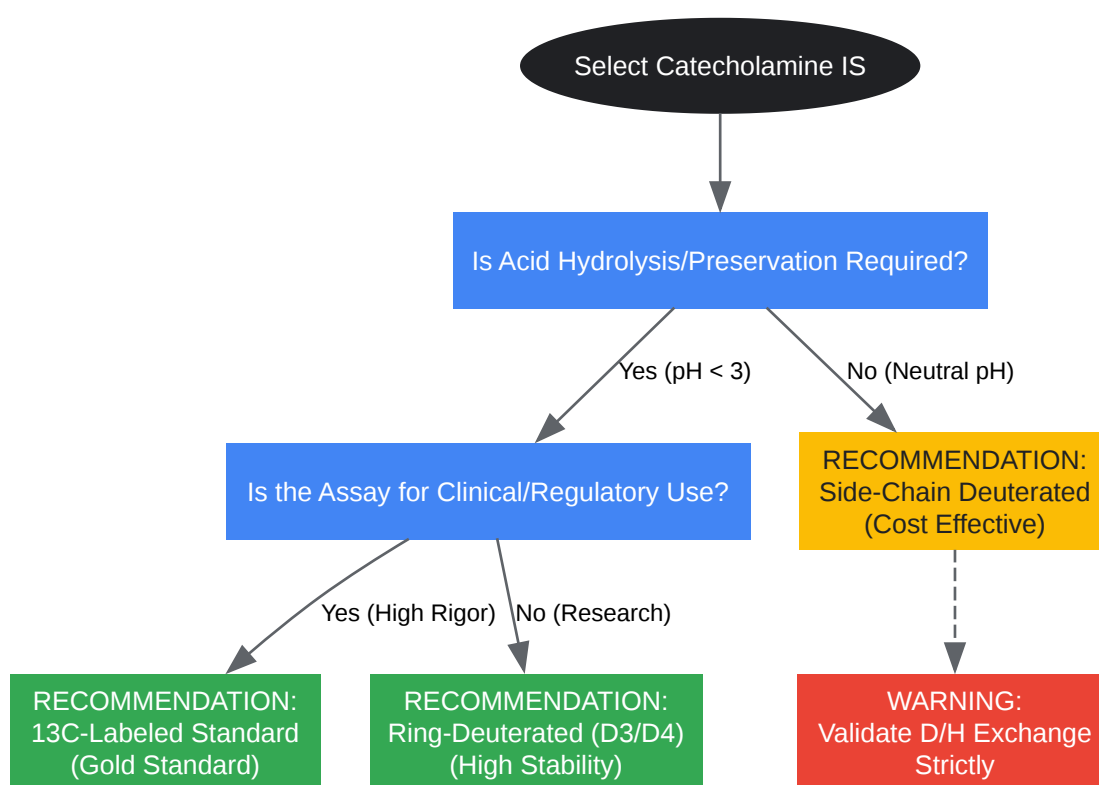 Select Catecholamine IS
Is Acid Hydrolysis/Preservation Required?
Yes (pH < 3)
No (Neutral pH)
Is the Assay for Clinical/Regulatory Use?
RECOMMENDATION:
Side-Chain Deuterated
(Cost Effective)
Yes (High Rigor)
No (Research)
RECOMMENDATION:
13C-Labeled Standard
(Gold Standard)
RECOMMENDATION:
Ring-Deuterated (D3/D4)
(High Stability)
WARNING:
Validate D/H Exchange
Strictly